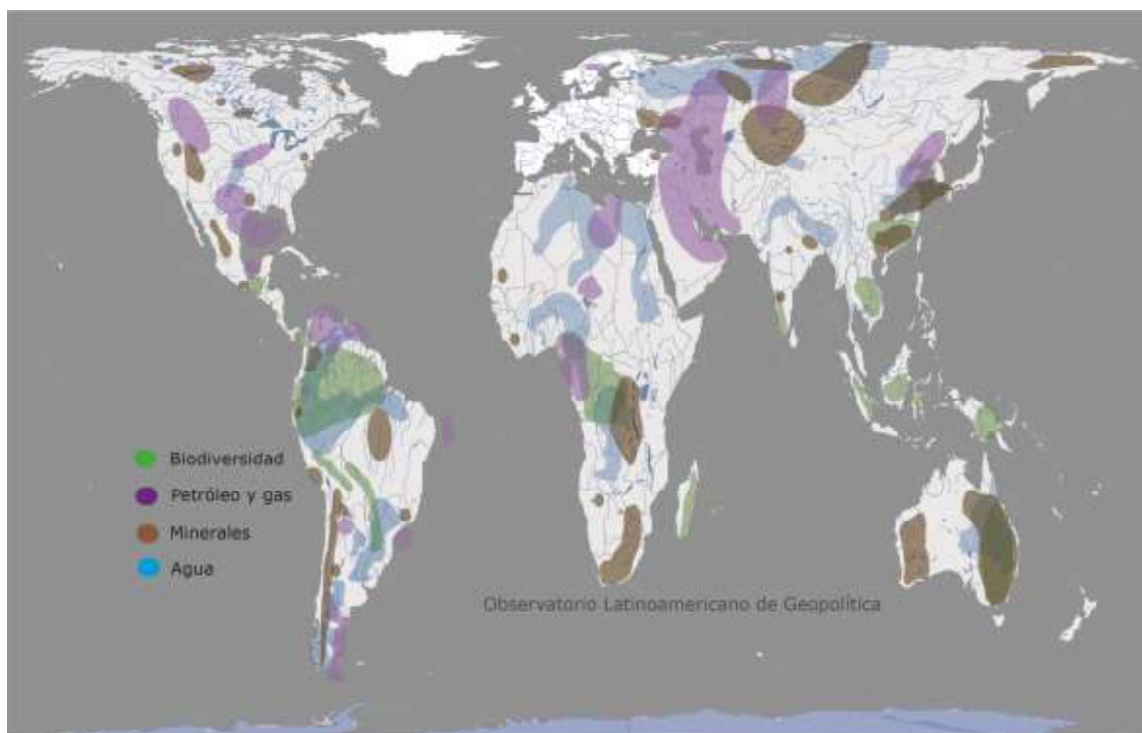 Biodiversidad
Petróleo y gas
Minerales
Agua
Observatorio Latinoamericano de Geopolítica